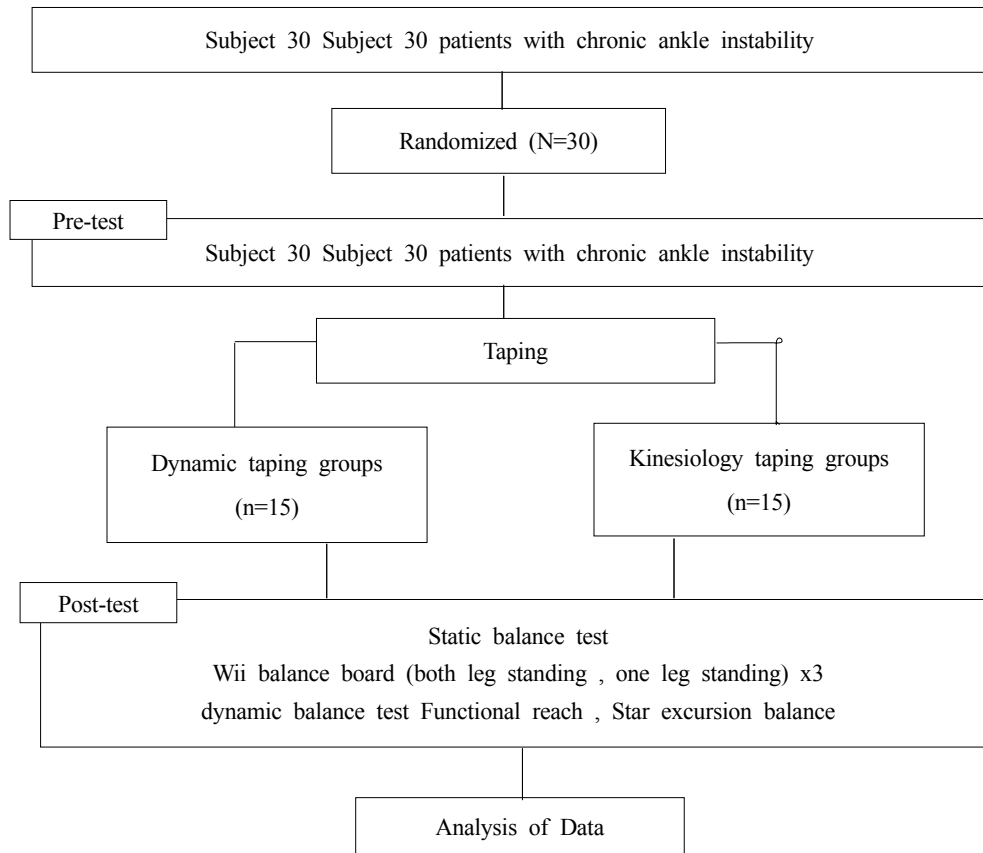 Subject 30 Subject 30 patients with chronic ankle instability
Randomized (N=30)
Pre-test
Subject 30 Subject 30 patients with chronic ankle instability
Taping
Dynamic taping groups
(n=15)
Kinesiology taping groups
(n=15)
Post-test
Static balance test
Wii balance board (both leg standing , one leg standing) x3
dynamic balance test Functional reach , Star excursion balance
Analysis of Data